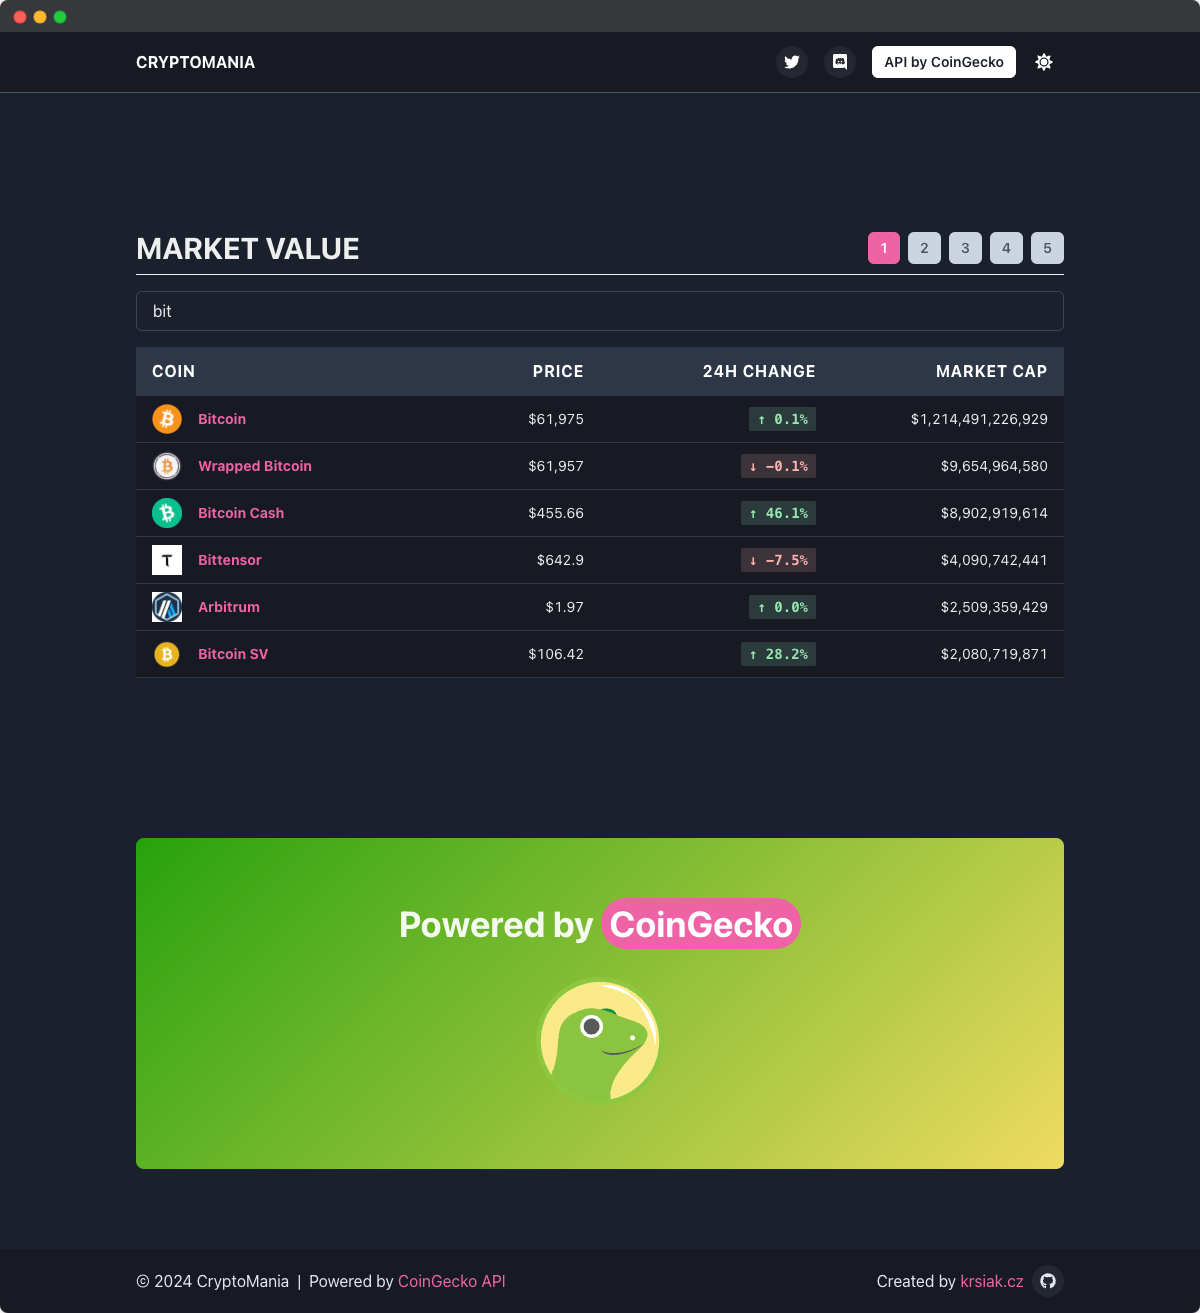 CRYPTOMANIA API by CoinGecko
MARKET VALUE 1 2 3 4 5
bit
COIN PRICE 24H CHANGE MARKET CAP
Bitcoin $61,975 ↑ 0.1% $1,214,491,226,929
Wrapped Bitcoin $61,957 ↓ −0.1% $9,654,964,580
Bitcoin Cash $455.66 ↑ 46.1% $8,902,919,614
Bittensor $642.9 ↓ −7.5% $4,090,742,441
Arbitrum $1.97 ↑ 0.0% $2,509,359,429
Bitcoin SV $106.42 ↑ 28.2% $2,080,719,871
Powered by CoinGecko
© 2024 CryptoMania | Powered by CoinGecko API Created by krsiak.cz